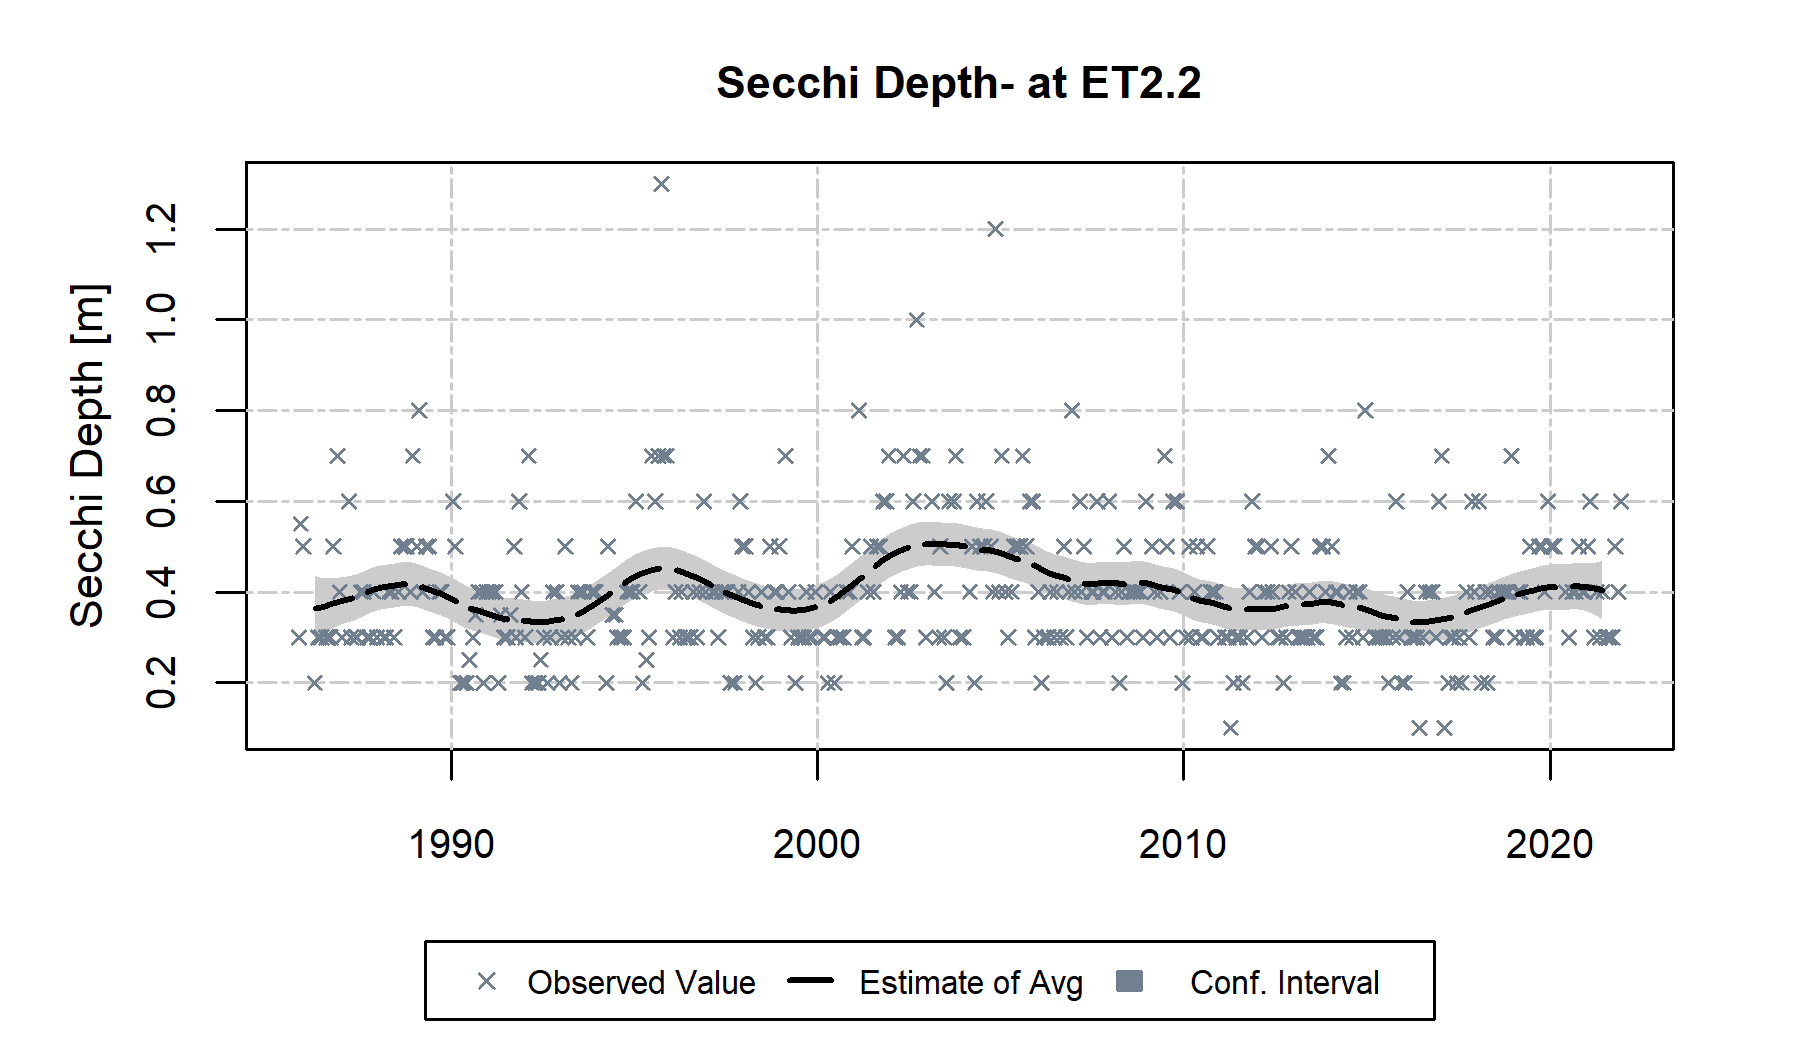 Secchi Depth- at ET2.2
Secchi Depth [m]
1.2
1.0
0.8
0.6
0.4
0.2
1990 2000 2010 2020
Observed Value Estimate of Avg Conf. Interval